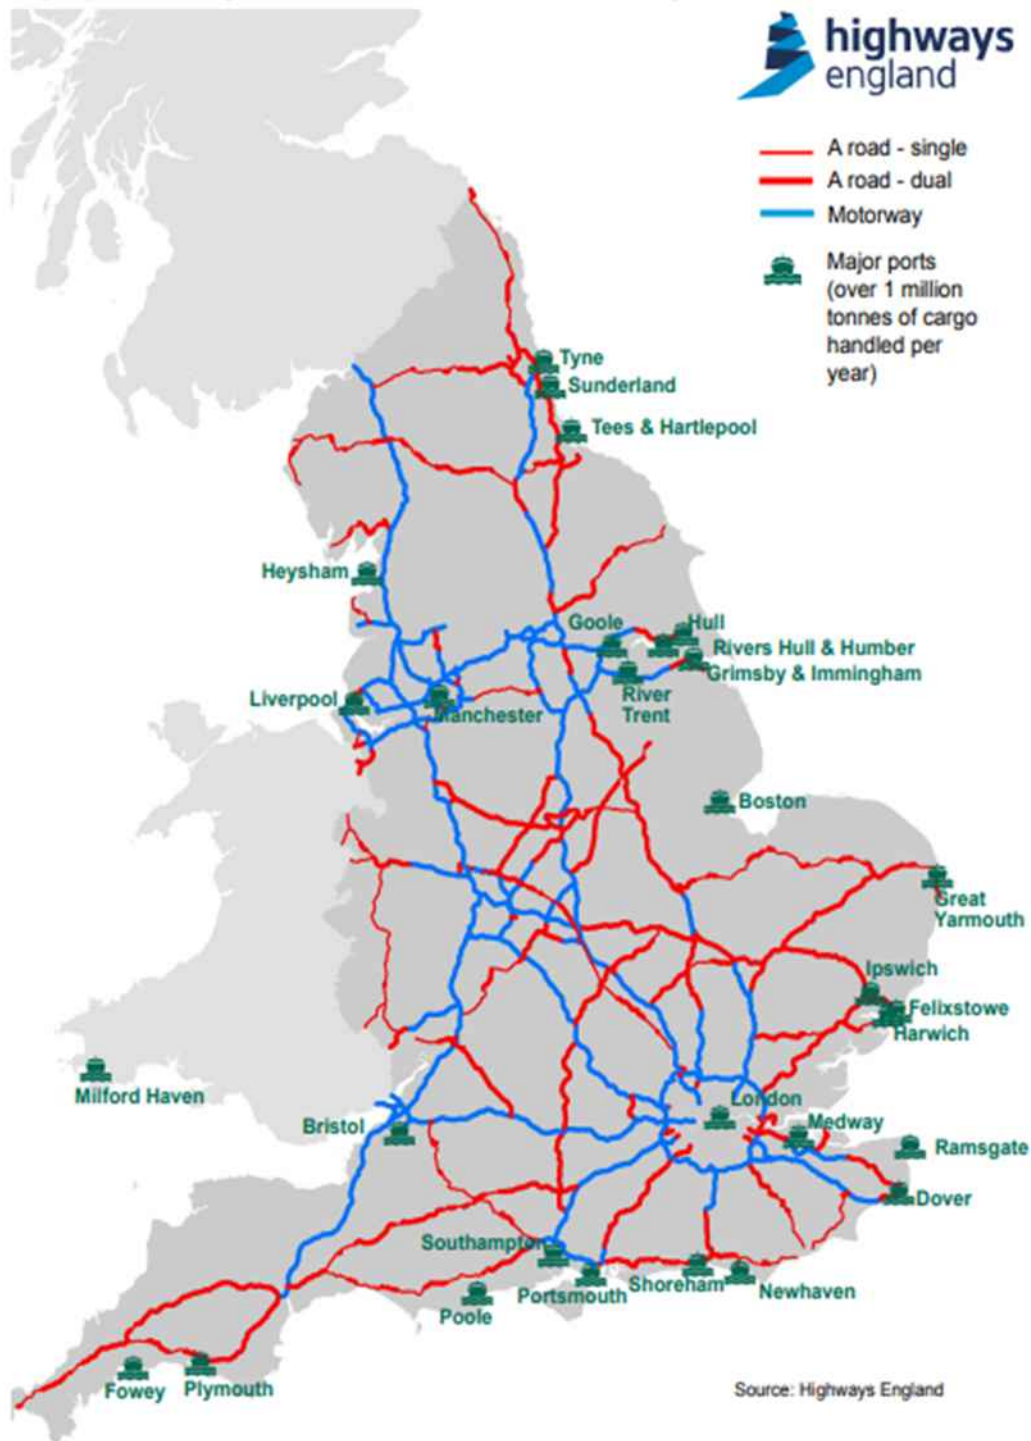 highways
england
A road - single
A road - dual
Motorway
Major ports
(over 1 million
tonnes of cargo
handled per
year)
Tyne
Sunderland
Tees & Hartlepool
Heysham
Goole
Hull
Rivers Hull & Humber
Grimsby & Immingham
Liverpool
Manchester
River
Trent
Boston
Great
Yarmouth
Ipswich
Felixstowe
Harwich
Milford Haven
London
Bristol
Medway
Ramsgate
Dover
Southampton
Shoreham
Newhaven
Portsmouth
Poole
Fowey
Plymouth
Source: Highways England